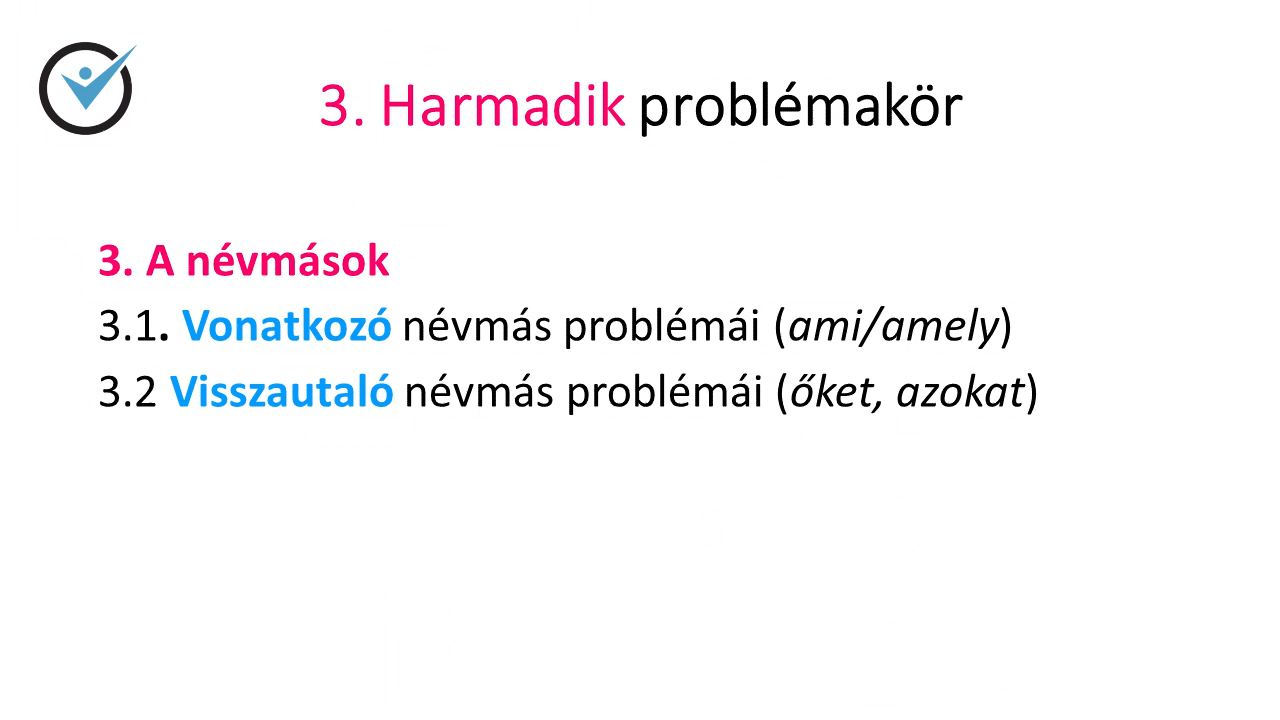 3. Harmadik problémakör
3. A névmások
3.1. Vonatkozó névmás problémái (ami/amely)
3.2 Visszautaló névmás problémái (őket, azokat)